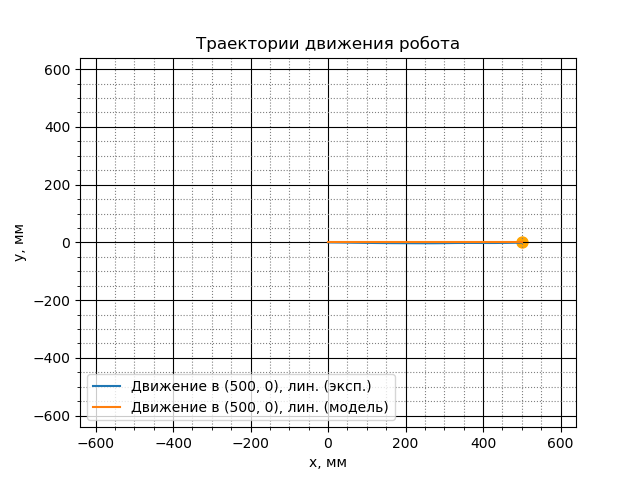 Траектории движения робота
600
400
200
0
−200
−400
−600
y, мм
Движение в (500, 0), лин. (эксп.)
Движение в (500, 0), лин. (модель)
−600 −400 −200 0 200 400 600
x, мм